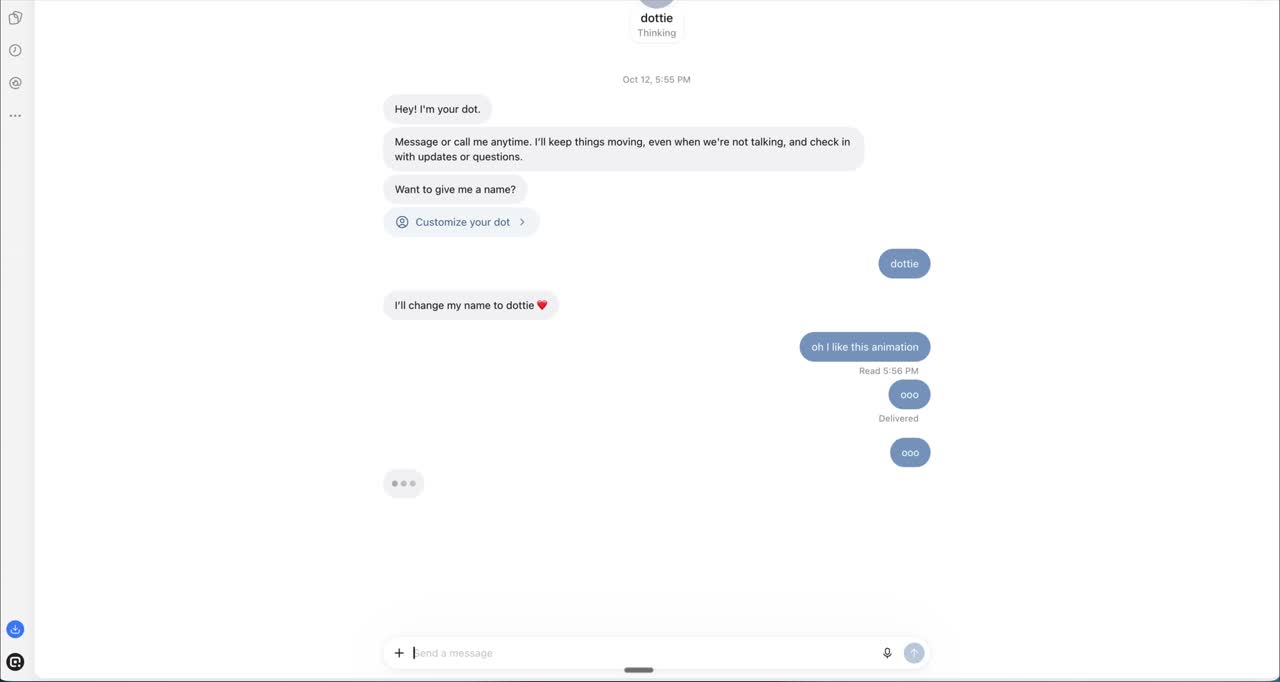 dottie
Thinking
Oct 12, 5:55 PM
Hey! I'm your dot.
Message or call me anytime. I’ll keep things moving, even when we're not talking, and check in
with updates or questions.
Want to give me a name?
Customize your dot
dottie
I’ll change my name to dottie ❤️
oh I like this animation
Read 5:56 PM
ooo
Delivered
ooo
Send a message